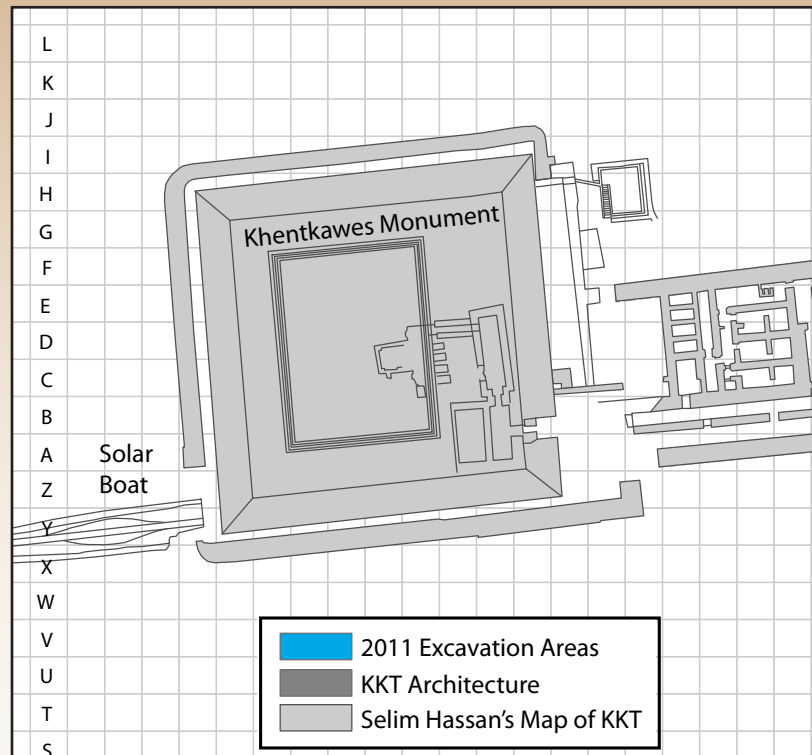 L
K
J
I
H
G
F
E
D
C
B
A
Z
Y
X
W
V
U
T
S
Khentkawes Monument
Solar
Boat
2011 Excavation Areas
KKT Architecture
Selim Hassan's Map of KKT